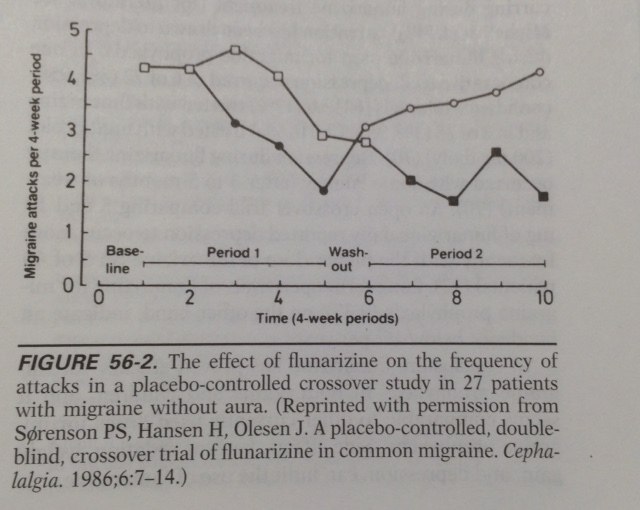 Migraine attacks per 4-week period
5
4
3
2
1
0
Base-
line
Period 1
Wash-
out
Period 2
0 2 4 6 8 10
Time (4-week periods)
FIGURE 56-2. The effect of flunarizine on the frequency of
attacks in a placebo-controlled crossover study in 27 patients
with migraine without aura. (Reprinted with permission from
Sørenson PS, Hansen H, Olesen J. A placebo-controlled, double-
blind, crossover trial of flunarizine in common migraine. Cepha-
lalgia. 1986;6:7–14.)